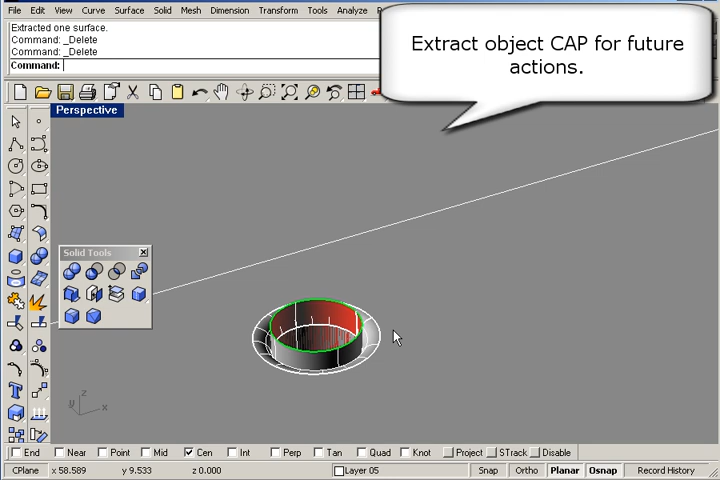 File Edit View Curve Surface Solid Mesh Dimension Transform Tools Analyze
Extracted one surface.
Command: _Delete
Command: _Delete
Command:
Extract object CAP for future
actions.
Perspective
Solid Tools
z
y
x
End Near Point Mid Cen Int Perp Tan Quad Knot Project STrack Disable
CPlane x 58.589 y 9.533 z 0.000 Layer 05 Snap Ortho Planar Osnap Record History